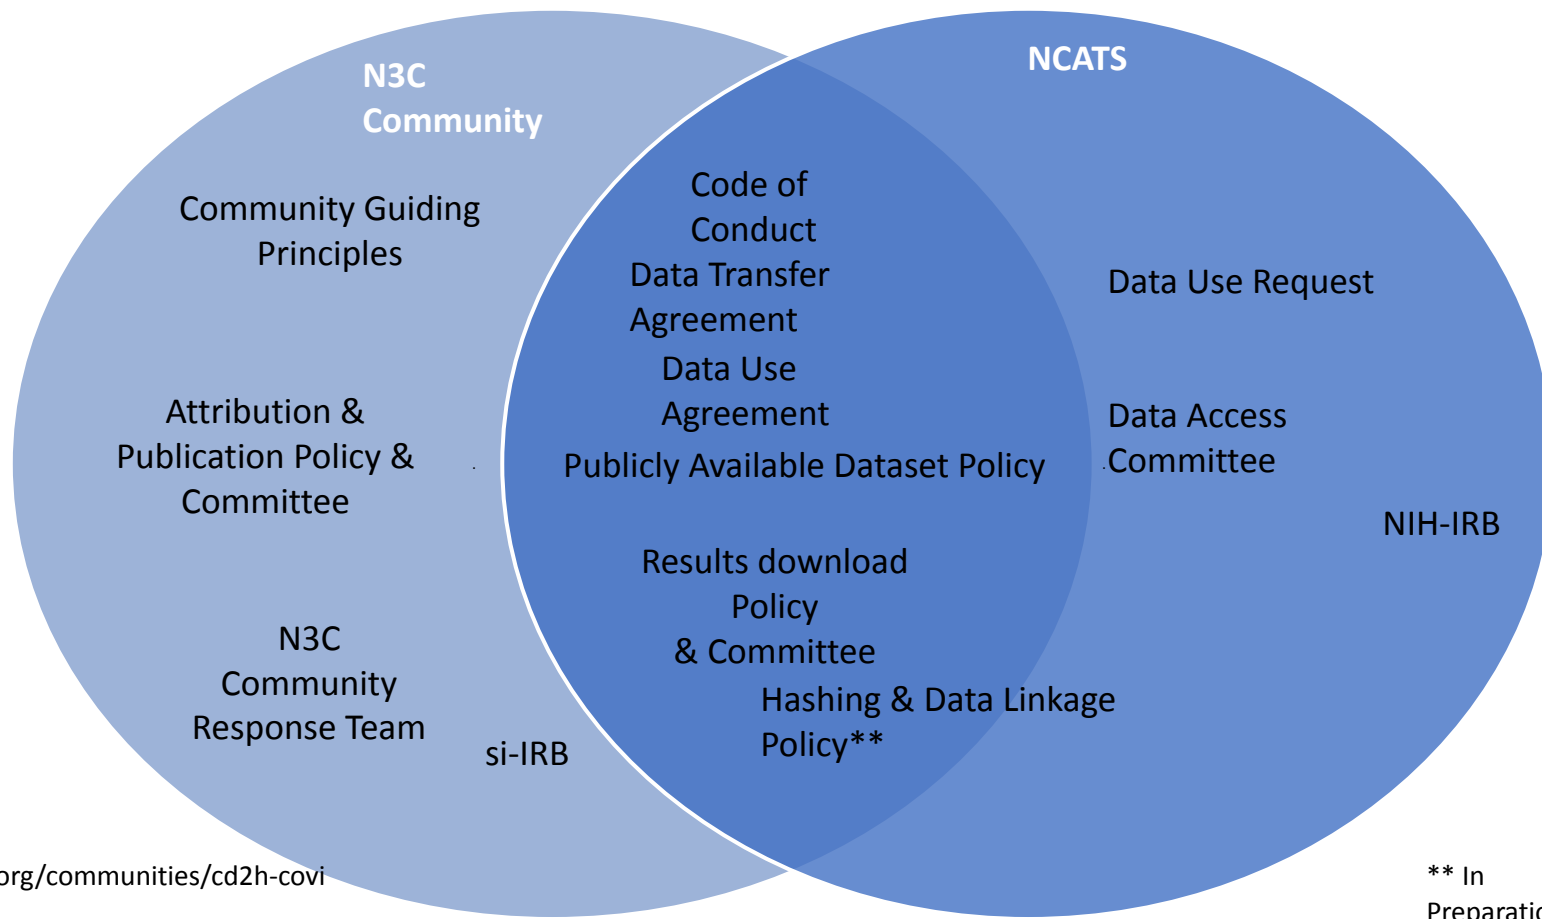 N3C
Community
Community Guiding
Principles
Attribution &
Publication Policy &
Committee
N3C
Community
Response Team
si-IRB
Code of
Conduct
Data Transfer
Agreement
Data Use
Agreement
Publicly Available Dataset Policy
Results download
Policy
& Committee
Hashing & Data Linkage
Policy**
NCATS
Data Use Request
Data Access
Committee
NIH-IRB
org/communities/cd2h-covi
** In
Preparatio